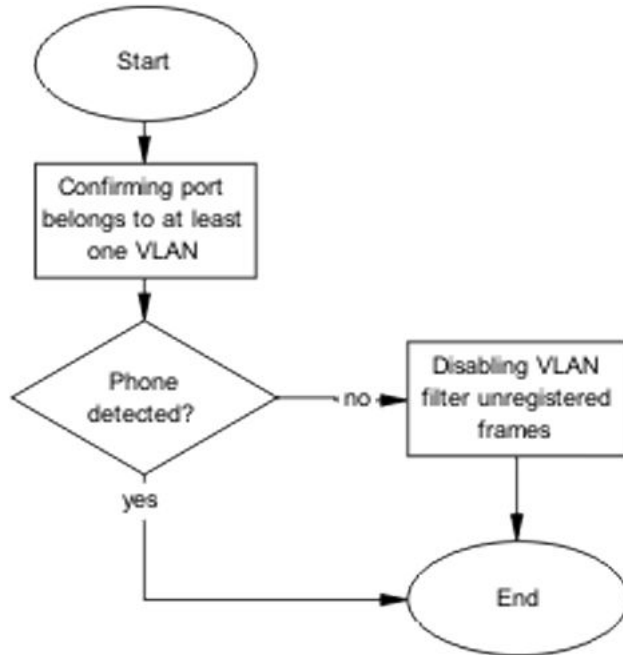 Start
Confirming port
belongs to at least
one VLAN
Phone
detected?
no
Disabling VLAN
filter unregistered
frames
yes
End